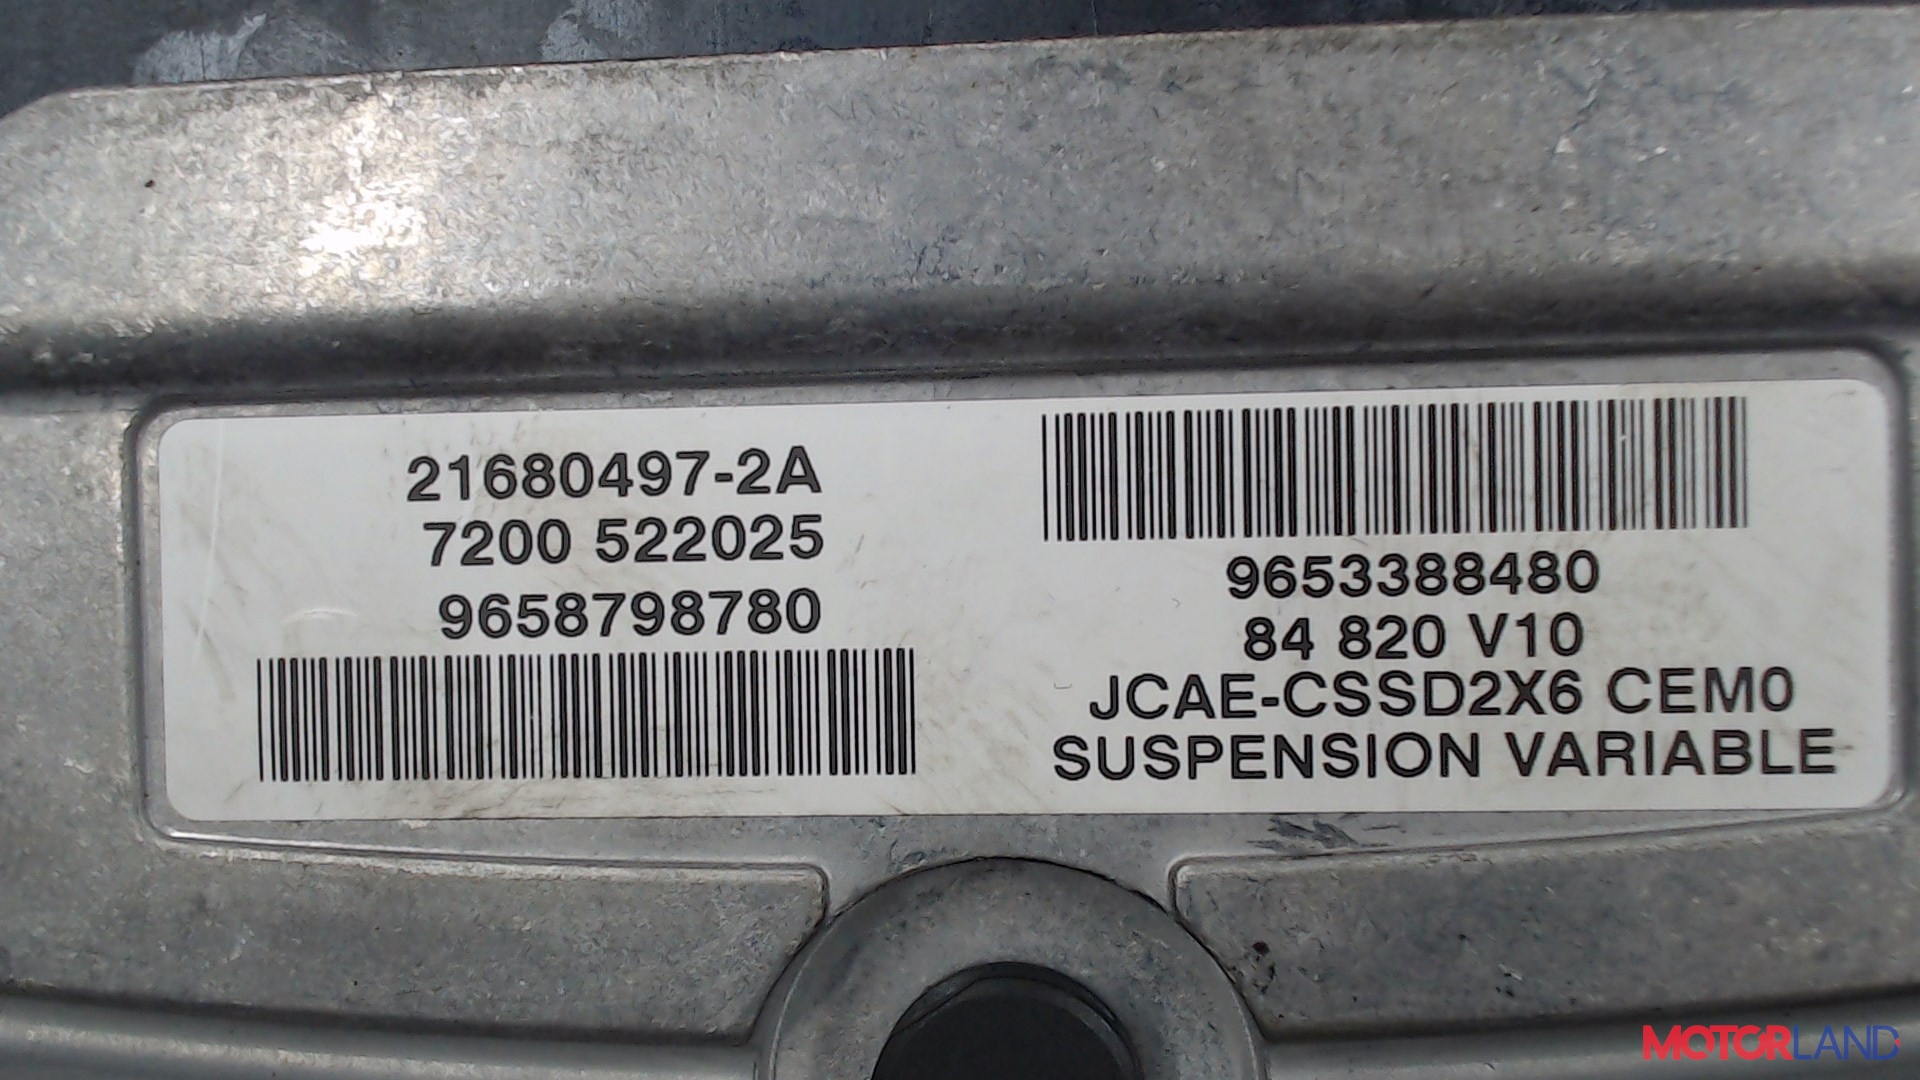 21680497-2A
7200 522025
9658798780
9653388480
84 820 V10
JCAE-CSSD2X6 CEM0
SUSPENSION VARIABLE
MOTORLAND